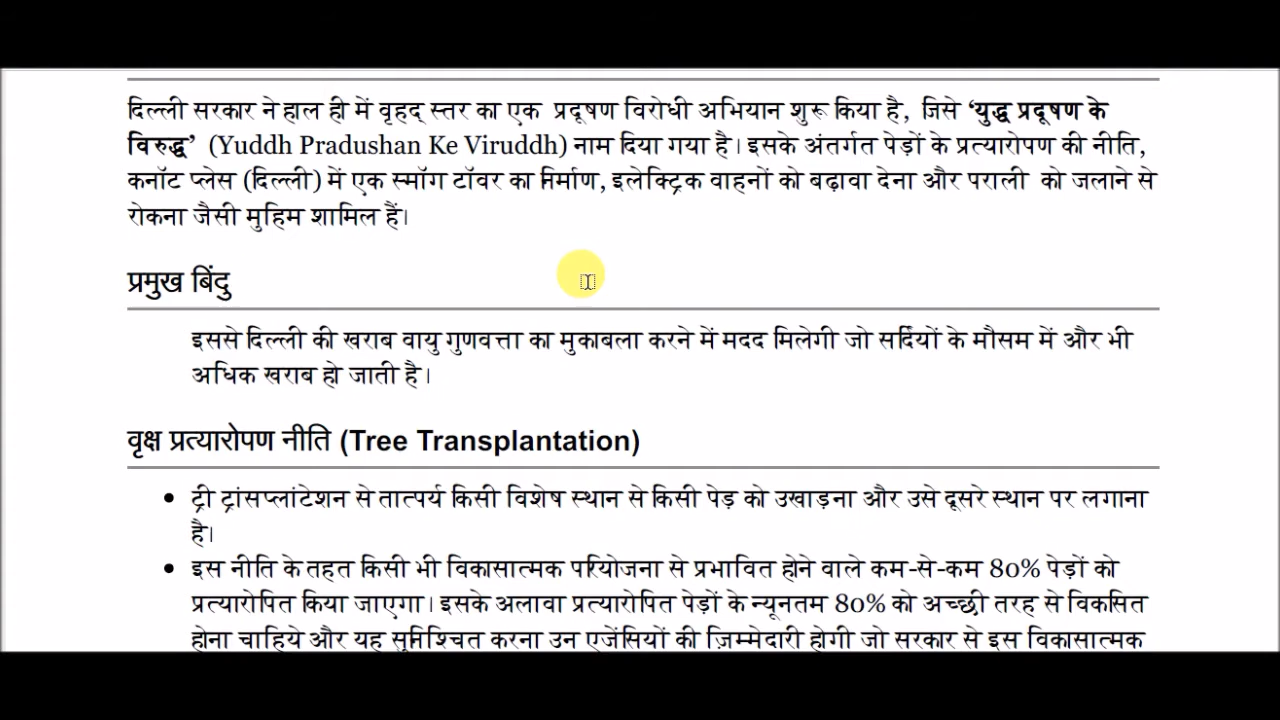 दिल्ली सरकार ने हाल ही में वृहद् स्तर का एक प्रदूषण विरोधी अभियान शुरू किया है, जिसे ‘युद्ध प्रदूषण के
विरुद्ध’ (Yuddh Pradushan Ke Viruddh) नाम दिया गया है। इसके अंतर्गत पेड़ों के प्रत्यारोपण की नीति,
कनॉट प्लेस (दिल्ली) में एक स्मॉग टॉवर का निर्माण, इलेक्ट्रिक वाहनों को बढ़ावा देना और पराली को जलाने से
रोकना जैसी मुहिम शामिल हैं।
प्रमुख बिंदु
इससे दिल्ली की खराब वायु गुणवत्ता का मुकाबला करने में मदद मिलेगी जो सर्दियों के मौसम में और भी
अधिक खराब हो जाती है।
वृक्ष प्रत्यारोपण नीति (Tree Transplantation)
• ट्री ट्रांसप्लांटेशन से तात्पर्य किसी विशेष स्थान से किसी पेड़ को उखाड़ना और उसे दूसरे स्थान पर लगाना
है।
• इस नीति के तहत किसी भी विकासात्मक परियोजना से प्रभावित होने वाले कम-से-कम 80% पेड़ों को
प्रत्यारोपित किया जाएगा। इसके अलावा प्रत्यारोपित पेड़ों के न्यूनतम 80% को अच्छी तरह से विकसित
होना चाहिये और यह सुनिश्चित करना उन एजेंसियों की ज़िम्मेदारी होगी जो सरकार से इस विकासात्मक